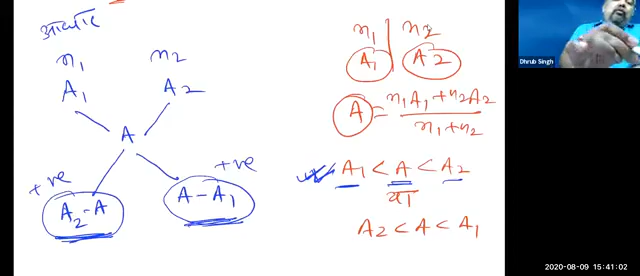 n₁ n₂
A₁ A₂
A
+ve +ve
A₂-A A-A₁
n₁ | n₂
A₁ | A₂
A = n₁A₁+n₂A₂ / n₁+n₂
A₁ < A < A₂
वा
A₂ < A < A₁
Dhrub Singh
2020-08-09 15:41:02